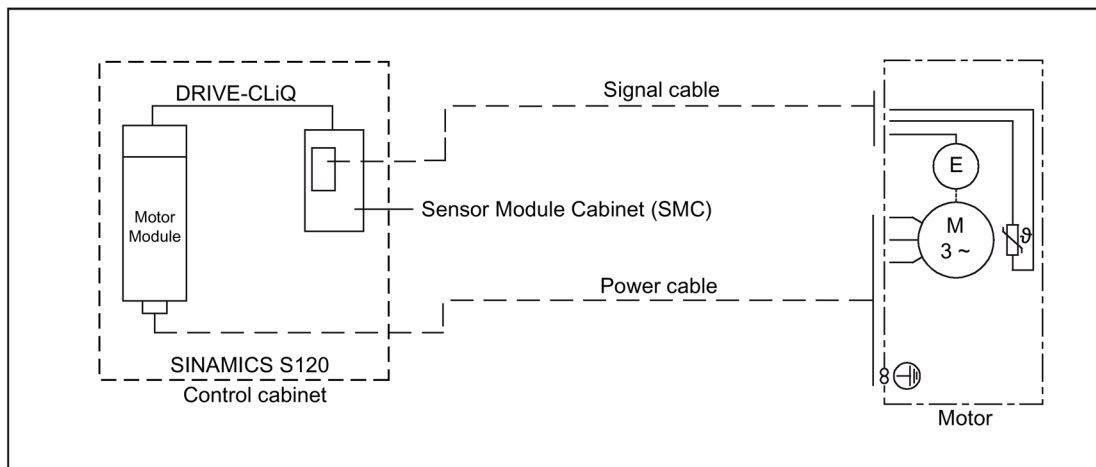 DRIVE-CLiQ
Signal cable
E
Motor
Module
Sensor Module Cabinet (SMC)
M
3 ~
ϑ
Power cable
SINAMICS S120
Control cabinet
Motor